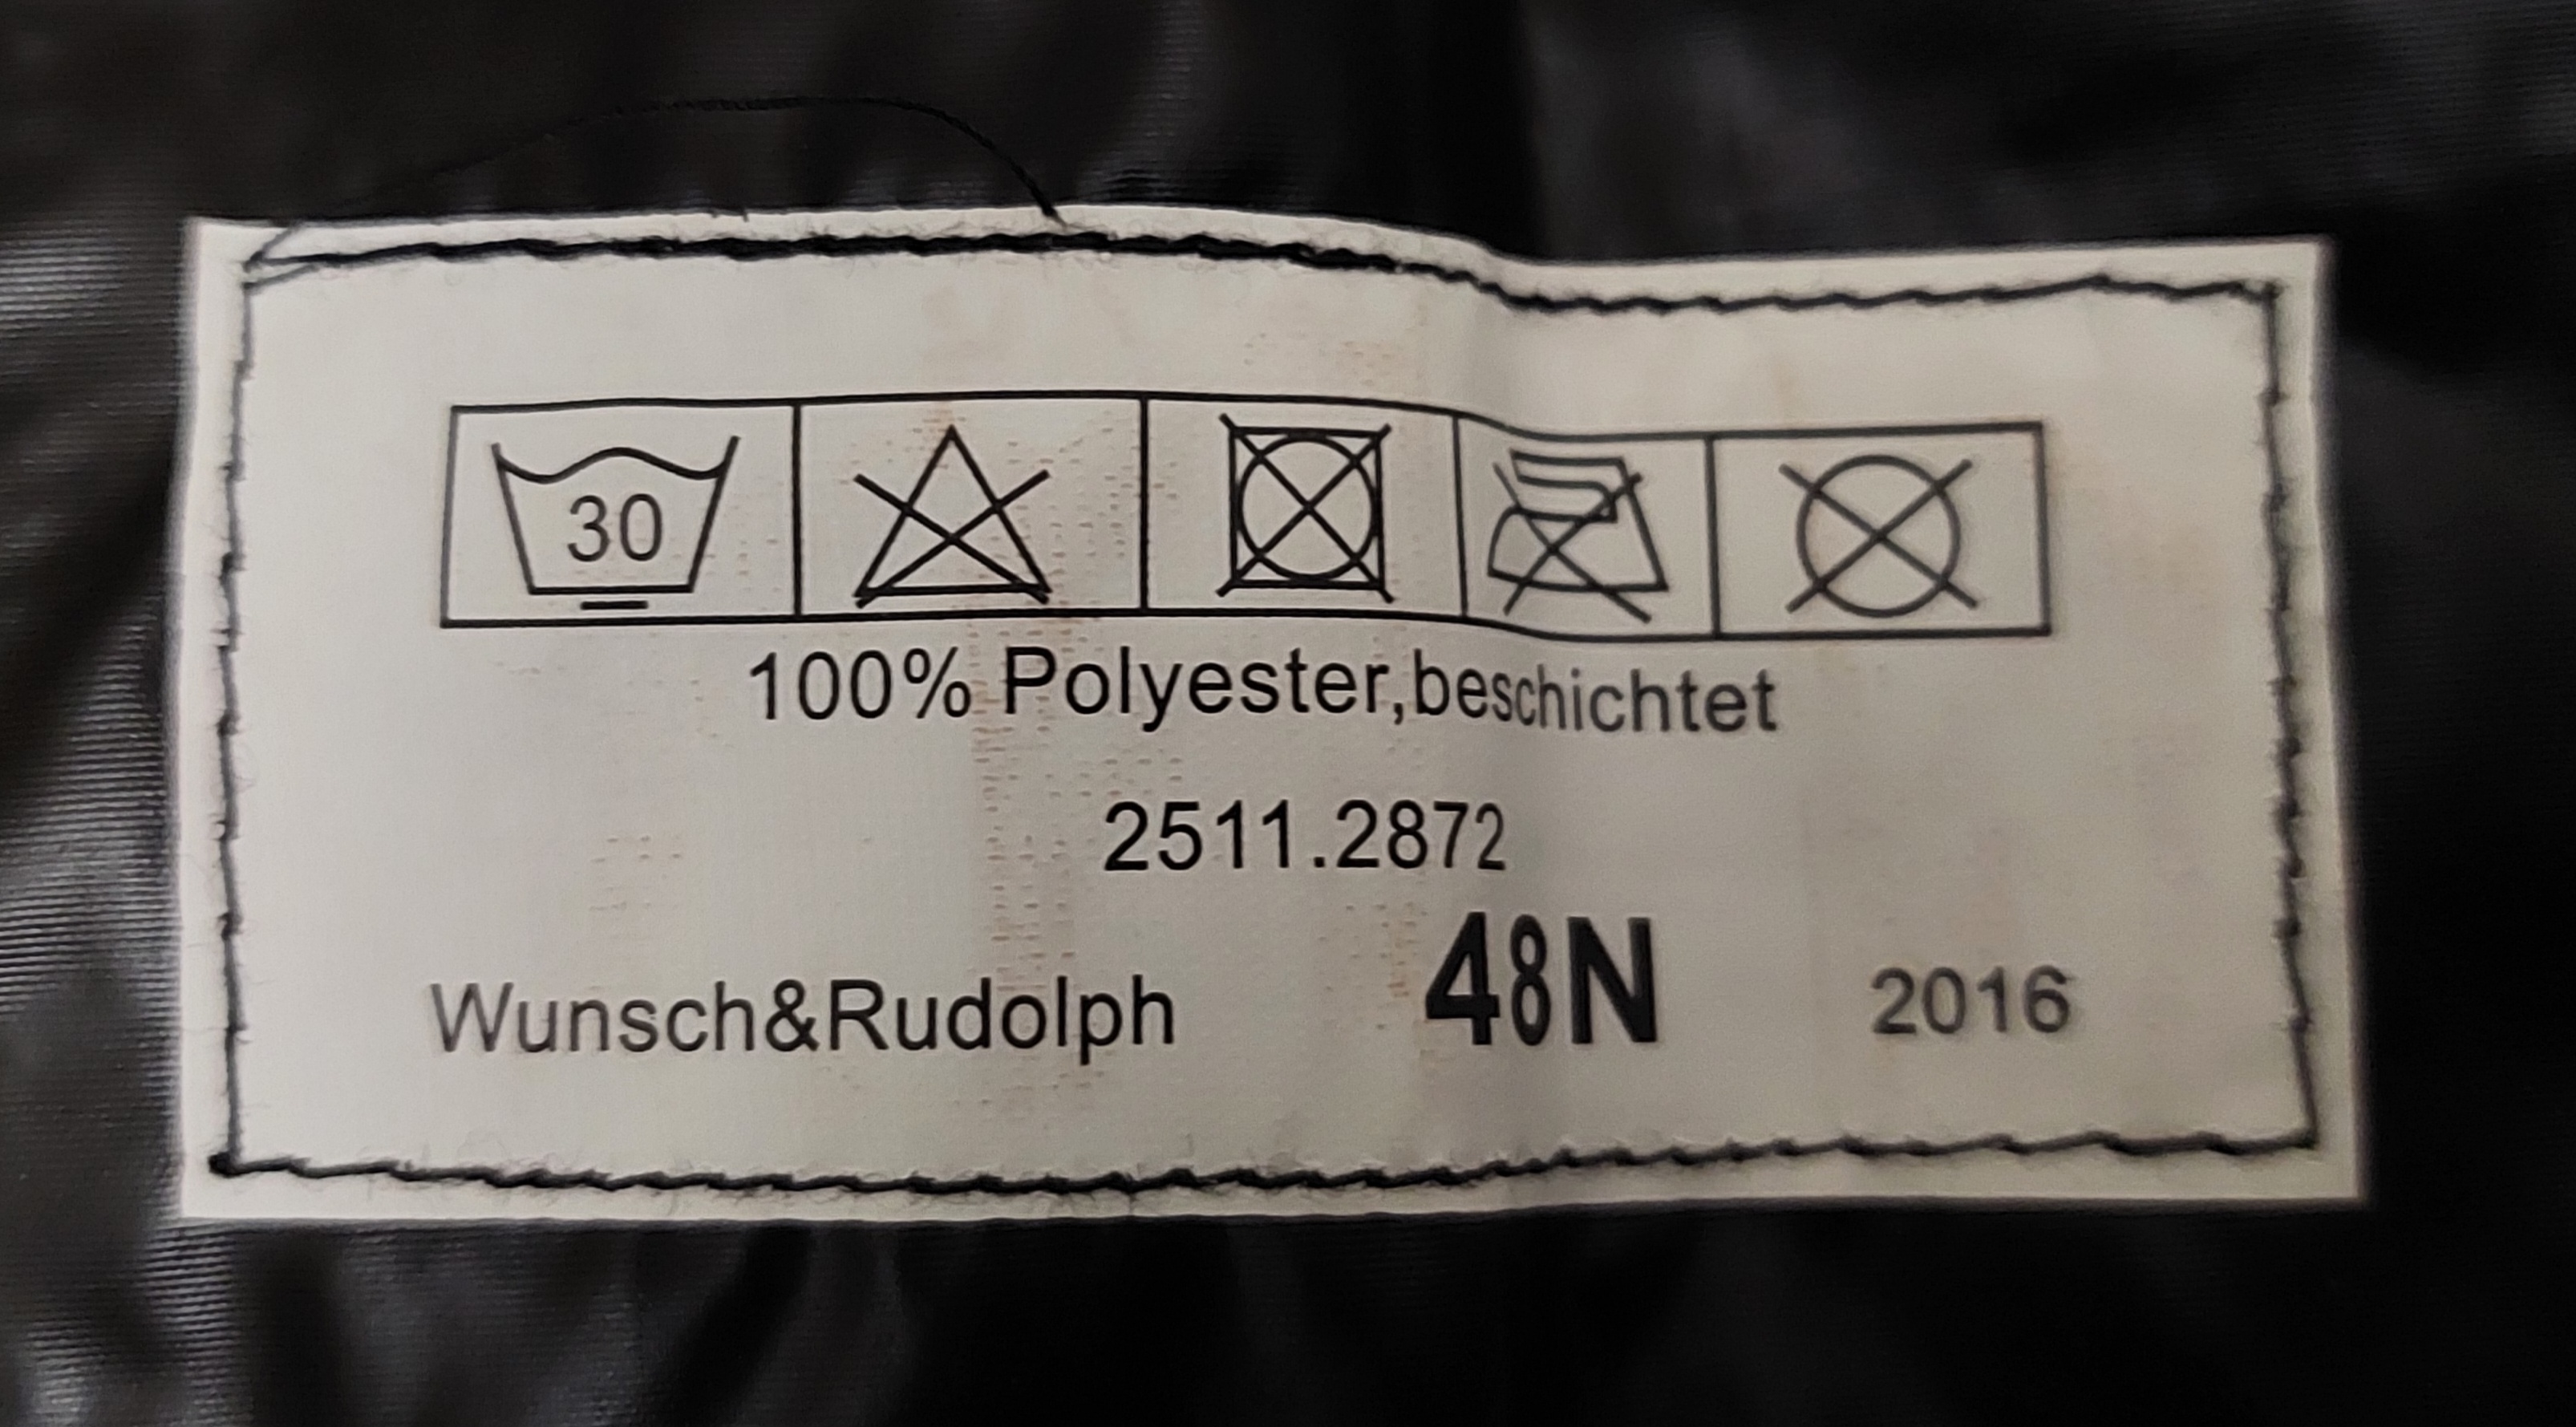 30
100% Polyester,beschichtet
2511.2872
Wunsch&Rudolph 48N 2016